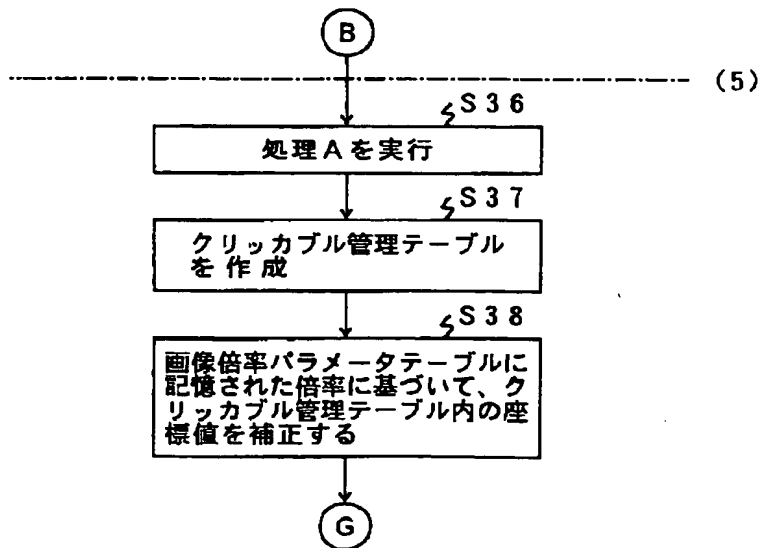 B
(5)
S36
処理Aを実行
S37
クリッカブル管理テーブル
を作成
S38
画像倍率パラメータテーブルに
記憶された倍率に基づいて、ク
リッカブル管理テーブル内の座
標値を補正する
G